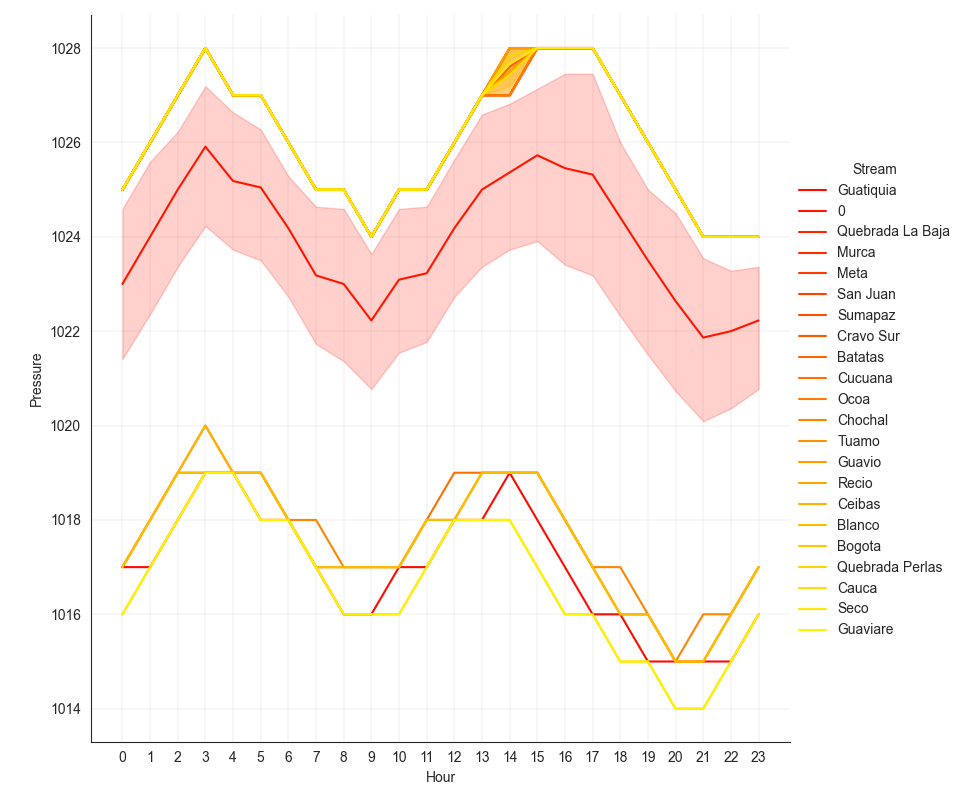 1028
1026
1024
1022
1020
1018
1016
1014
Pressure
0 1 2 3 4 5 6 7 8 9 10 11 12 13 14 15 16 17 18 19 20 21 22 23
Hour
Stream
Guatiquia
0
Quebrada La Baja
Murca
Meta
San Juan
Sumapaz
Cravo Sur
Batatas
Cucuana
Ocoa
Chochal
Tuamo
Guavio
Recio
Ceibas
Blanco
Bogota
Quebrada Perlas
Cauca
Seco
Guaviare